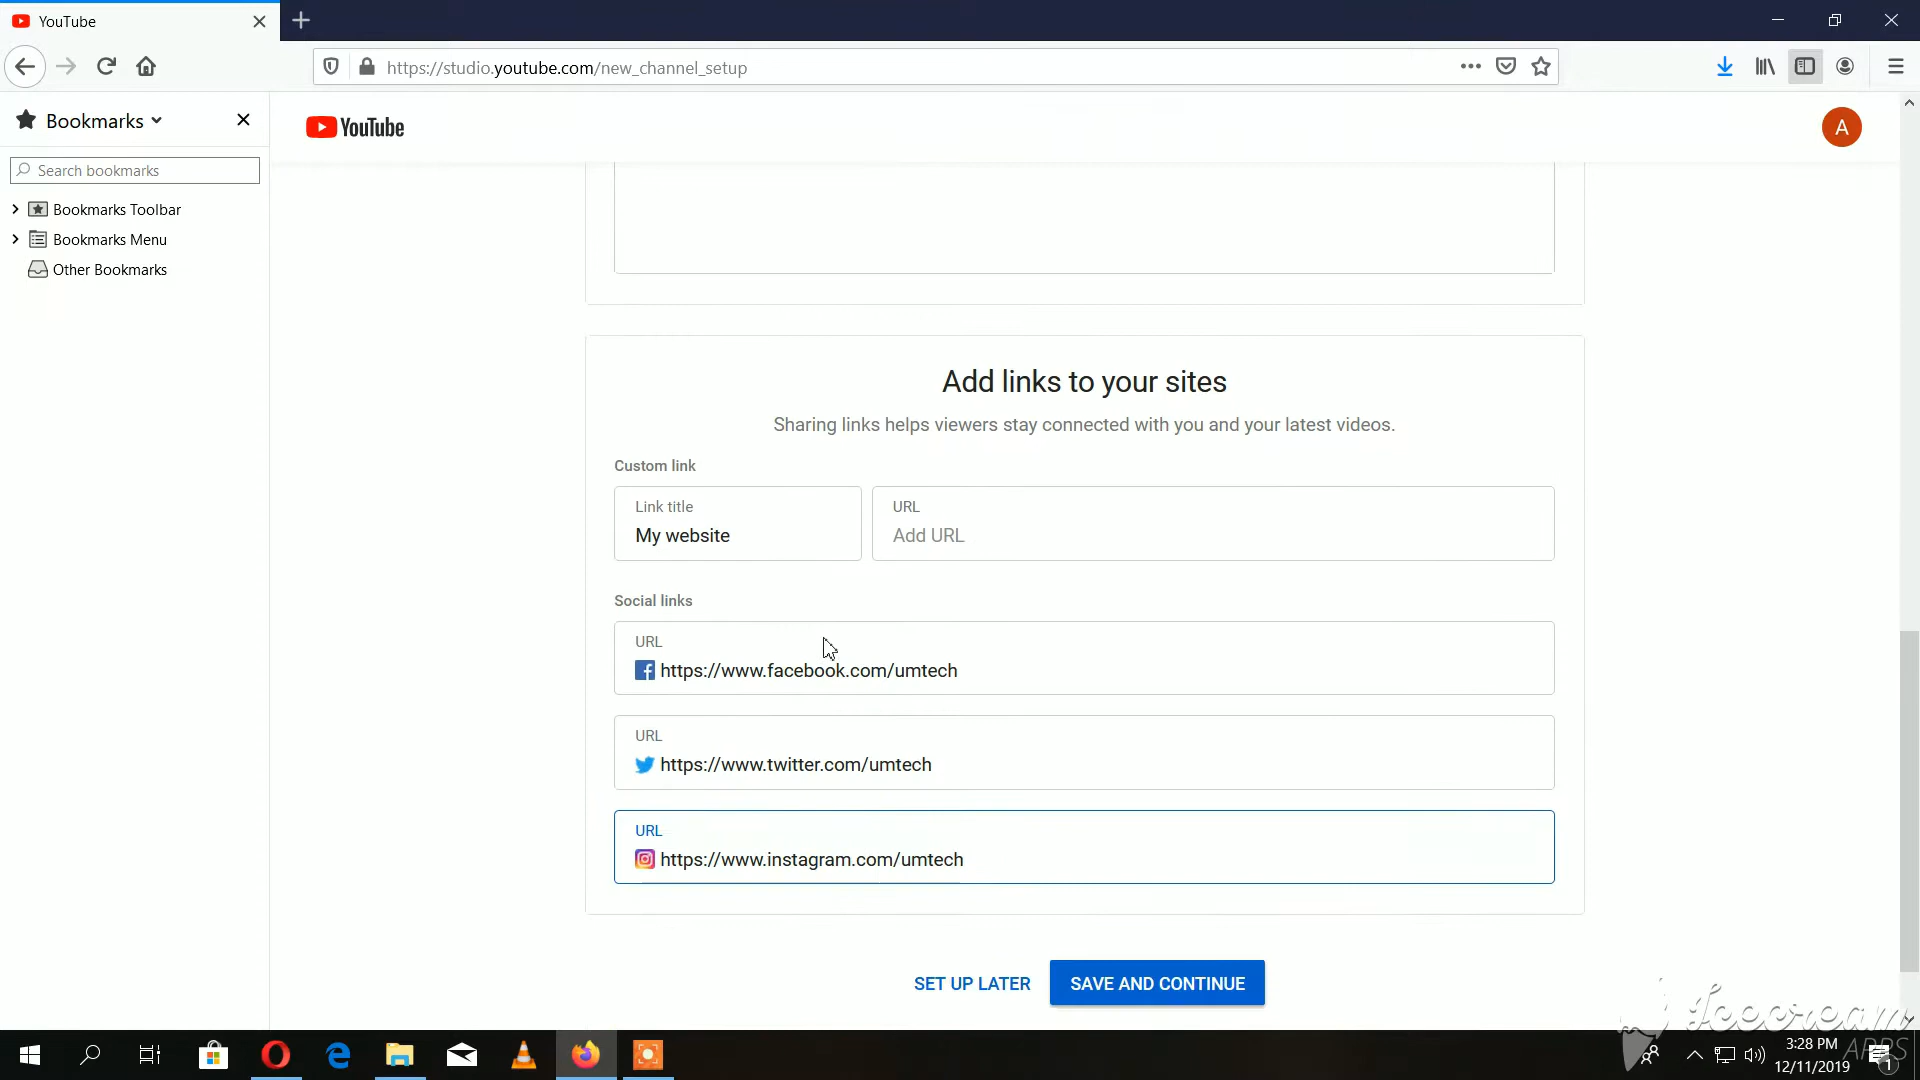 YouTube
https://studio.youtube.com/new_channel_setup
Bookmarks
Search bookmarks
Bookmarks Toolbar
Bookmarks Menu
Other Bookmarks
YouTube
A
Add links to your sites
Sharing links helps viewers stay connected with you and your latest videos.
Custom link
Link title
My website
URL
Add URL
Social links
URL
https://www.facebook.com/umtech
URL
https://www.twitter.com/umtech
URL
https://www.instagram.com/umtech
SET UP LATER
SAVE AND CONTINUE
Icecream
APPS
3:28 PM
12/11/2019
1